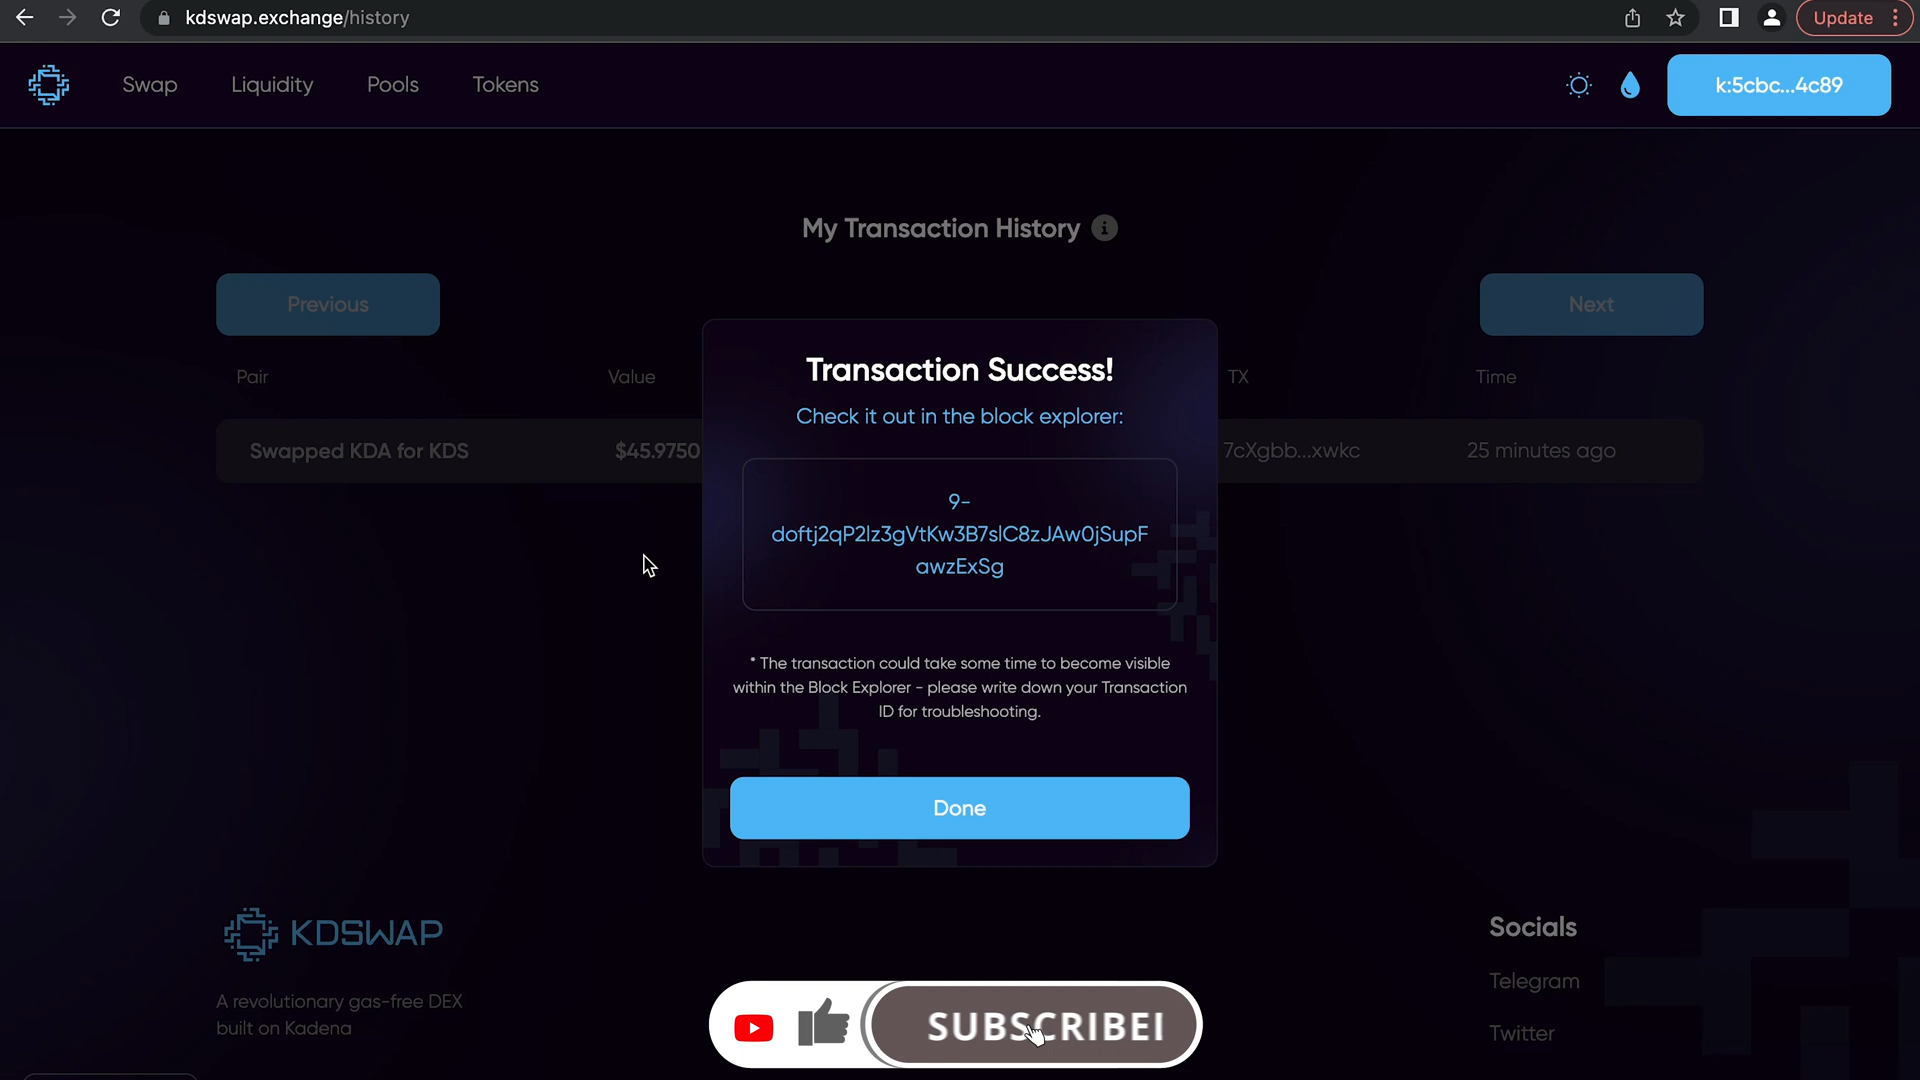 kdswap.exchange/history
Update
Swap Liquidity Pools Tokens
k:5cbc...4c89
My Transaction History
Previous
Next
Pair Value TX Time
Swapped KDA for KDS $45.9750 7cXgbb...xwkc 25 minutes ago
Transaction Success!
Check it out in the block explorer:
9-
doftj2qP2lz3gVtKw3B7slC8zJAw0jSupF
awzExSg
* The transaction could take some time to become visible
within the Block Explorer - please write down your Transaction
ID for troubleshooting.
Done
KDSWAP
A revolutionary gas-free DEX
built on Kadena
Socials
Telegram
Twitter
SUBSCRIBEI